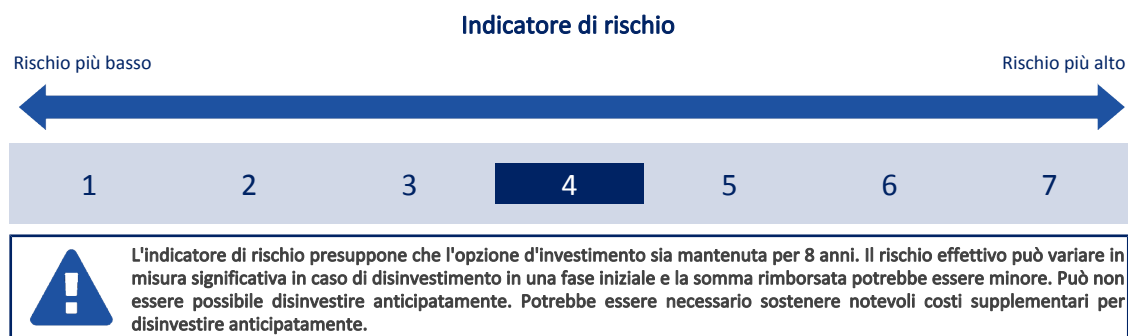 Indicatore di rischio
Rischio più basso
Rischio più alto
1 2 3 4 5 6 7
L'indicatore di rischio presuppone che l'opzione d'investimento sia mantenuta per 8 anni. Il rischio effettivo può variare in
misura significativa in caso di disinvestimento in una fase iniziale e la somma rimborsata potrebbe essere minore. Può non
essere possibile disinvestire anticipatamente. Potrebbe essere necessario sostenere notevoli costi supplementari per
disinvestire anticipatamente.